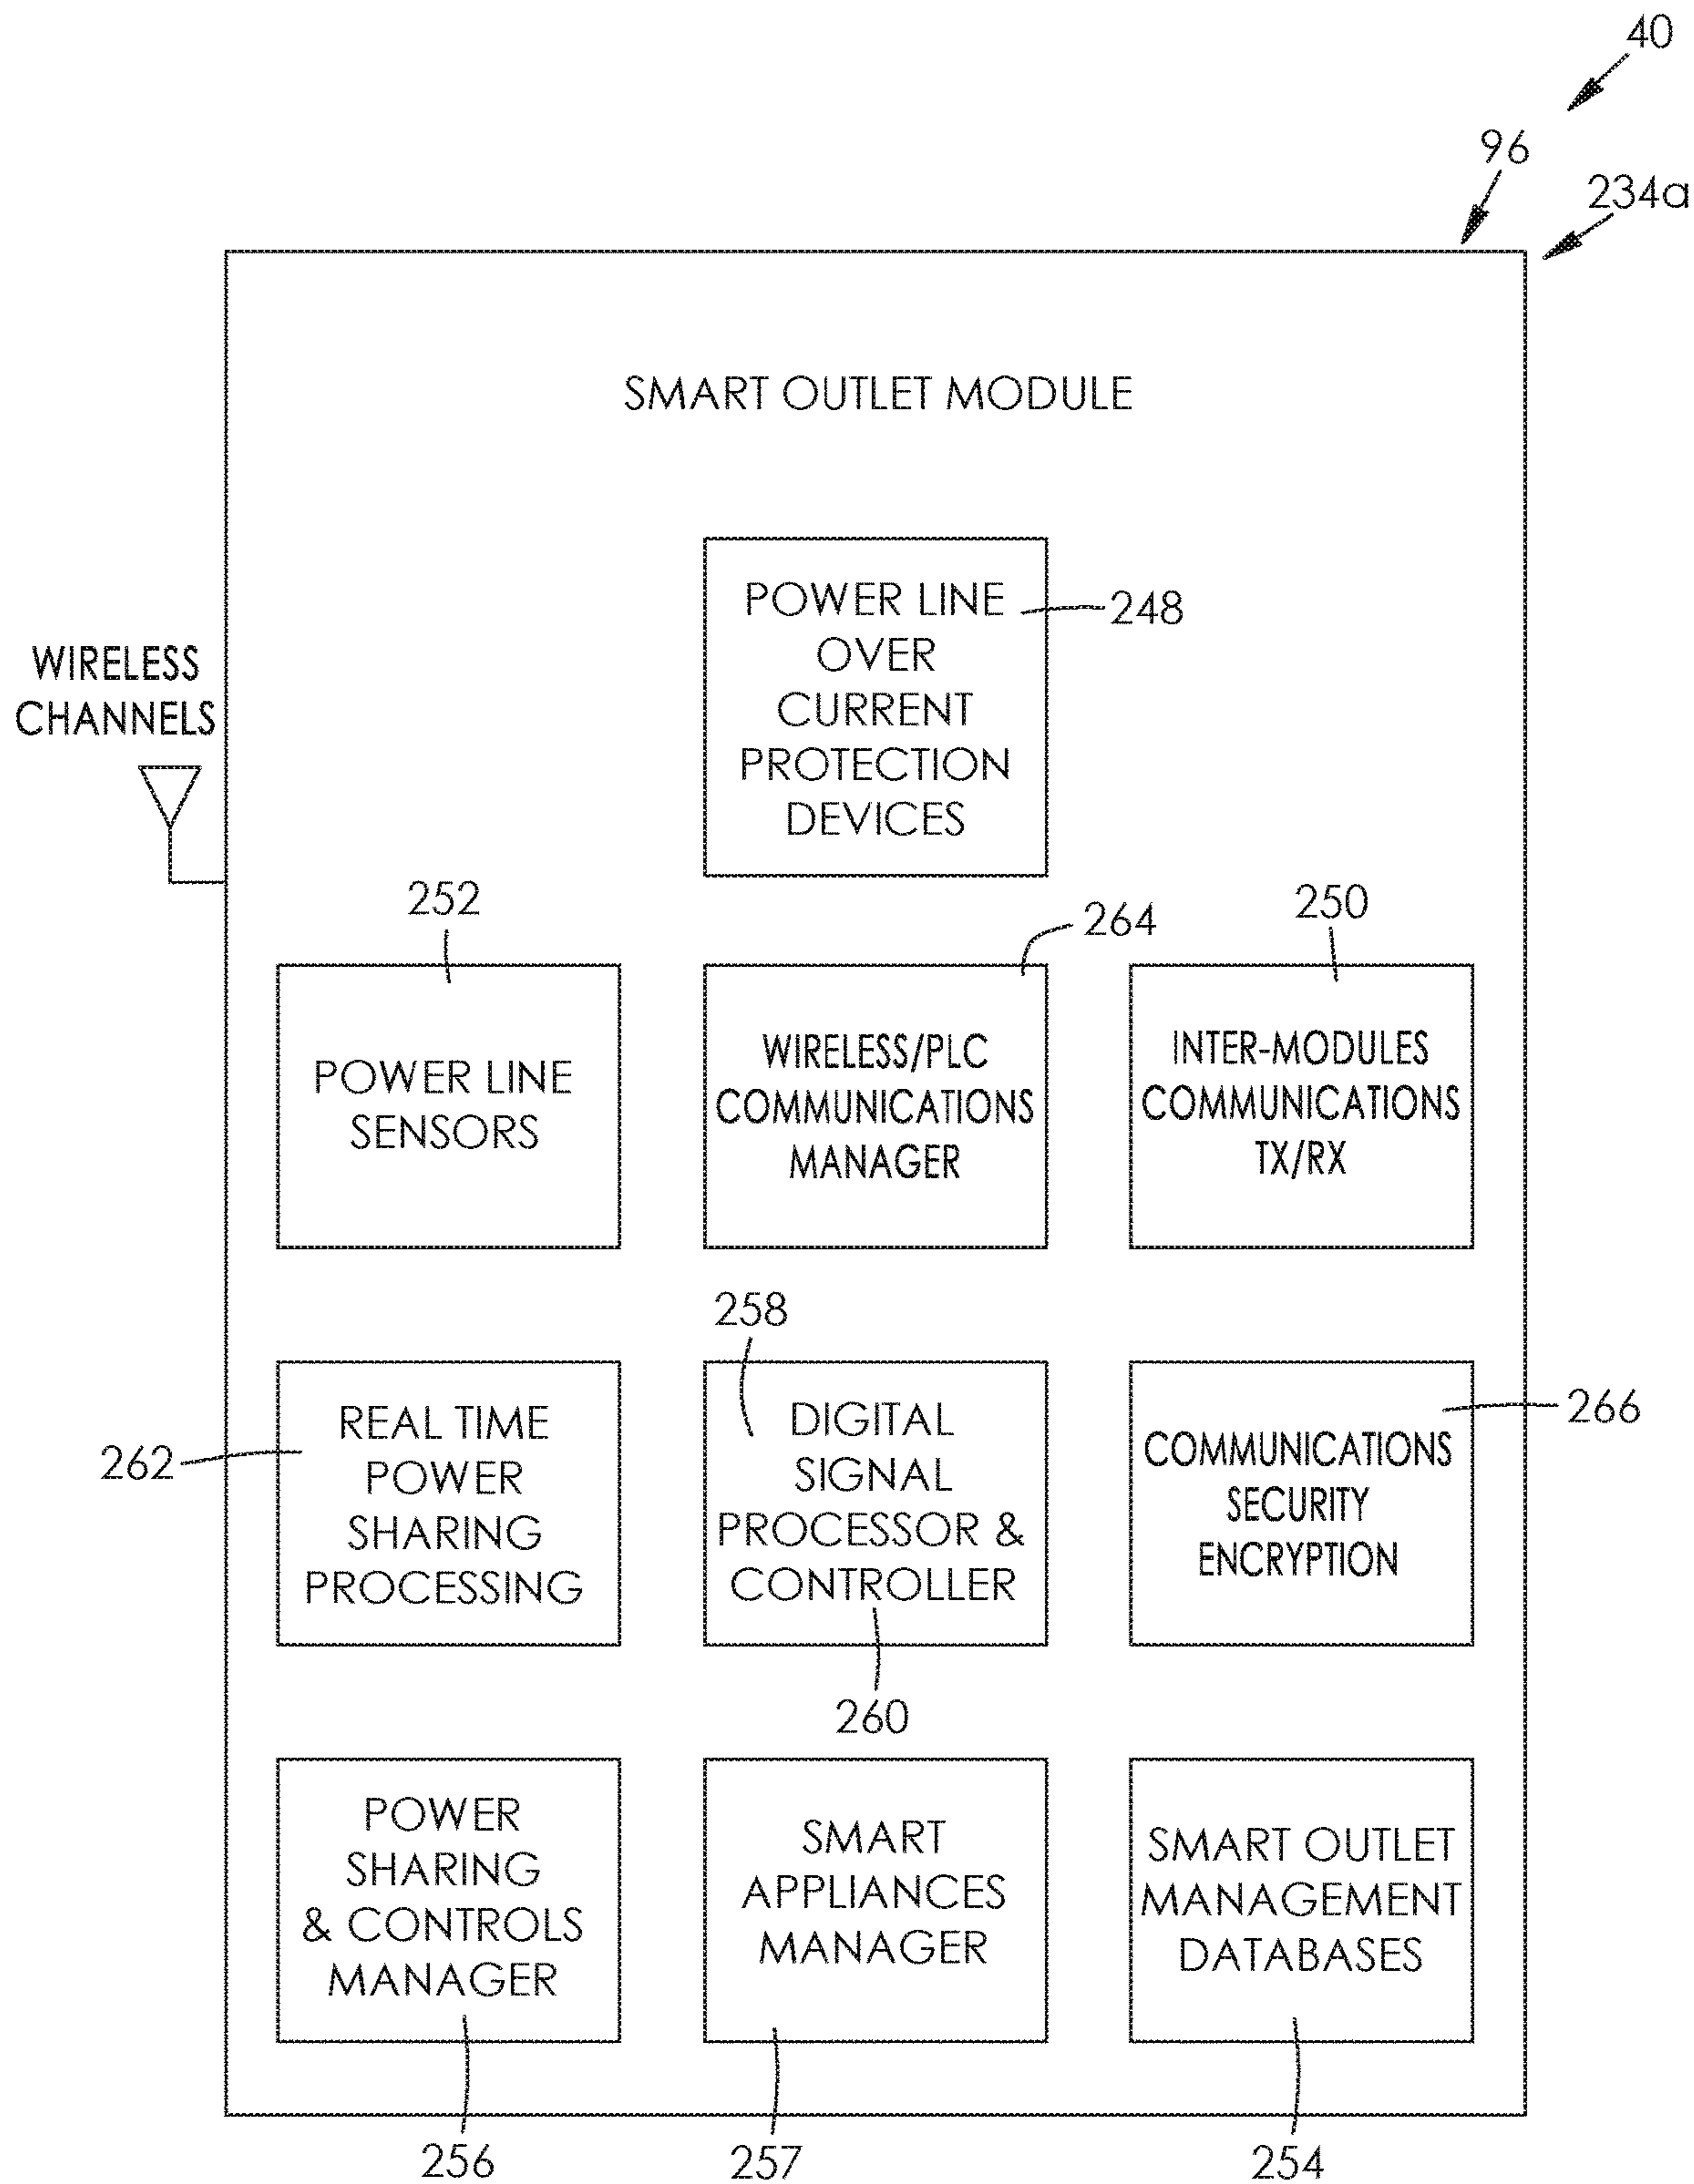 40
96
234a
SMART OUTLET MODULE
POWER LINE
OVER
CURRENT
PROTECTION
DEVICES
248
WIRELESS
CHANNELS
252
264
250
POWER LINE
SENSORS
WIRELESS/PLC
COMMUNICATIONS
MANAGER
INTER-MODULES
COMMUNICATIONS
TX/RX
258
262
REAL TIME
POWER
SHARING
PROCESSING
DIGITAL
SIGNAL
PROCESSOR &
CONTROLLER
COMMUNICATIONS
SECURITY
ENCRYPTION
266
260
POWER
SHARING
& CONTROLS
MANAGER
SMART
APPLIANCES
MANAGER
SMART OUTLET
MANAGEMENT
DATABASES
256
257
254